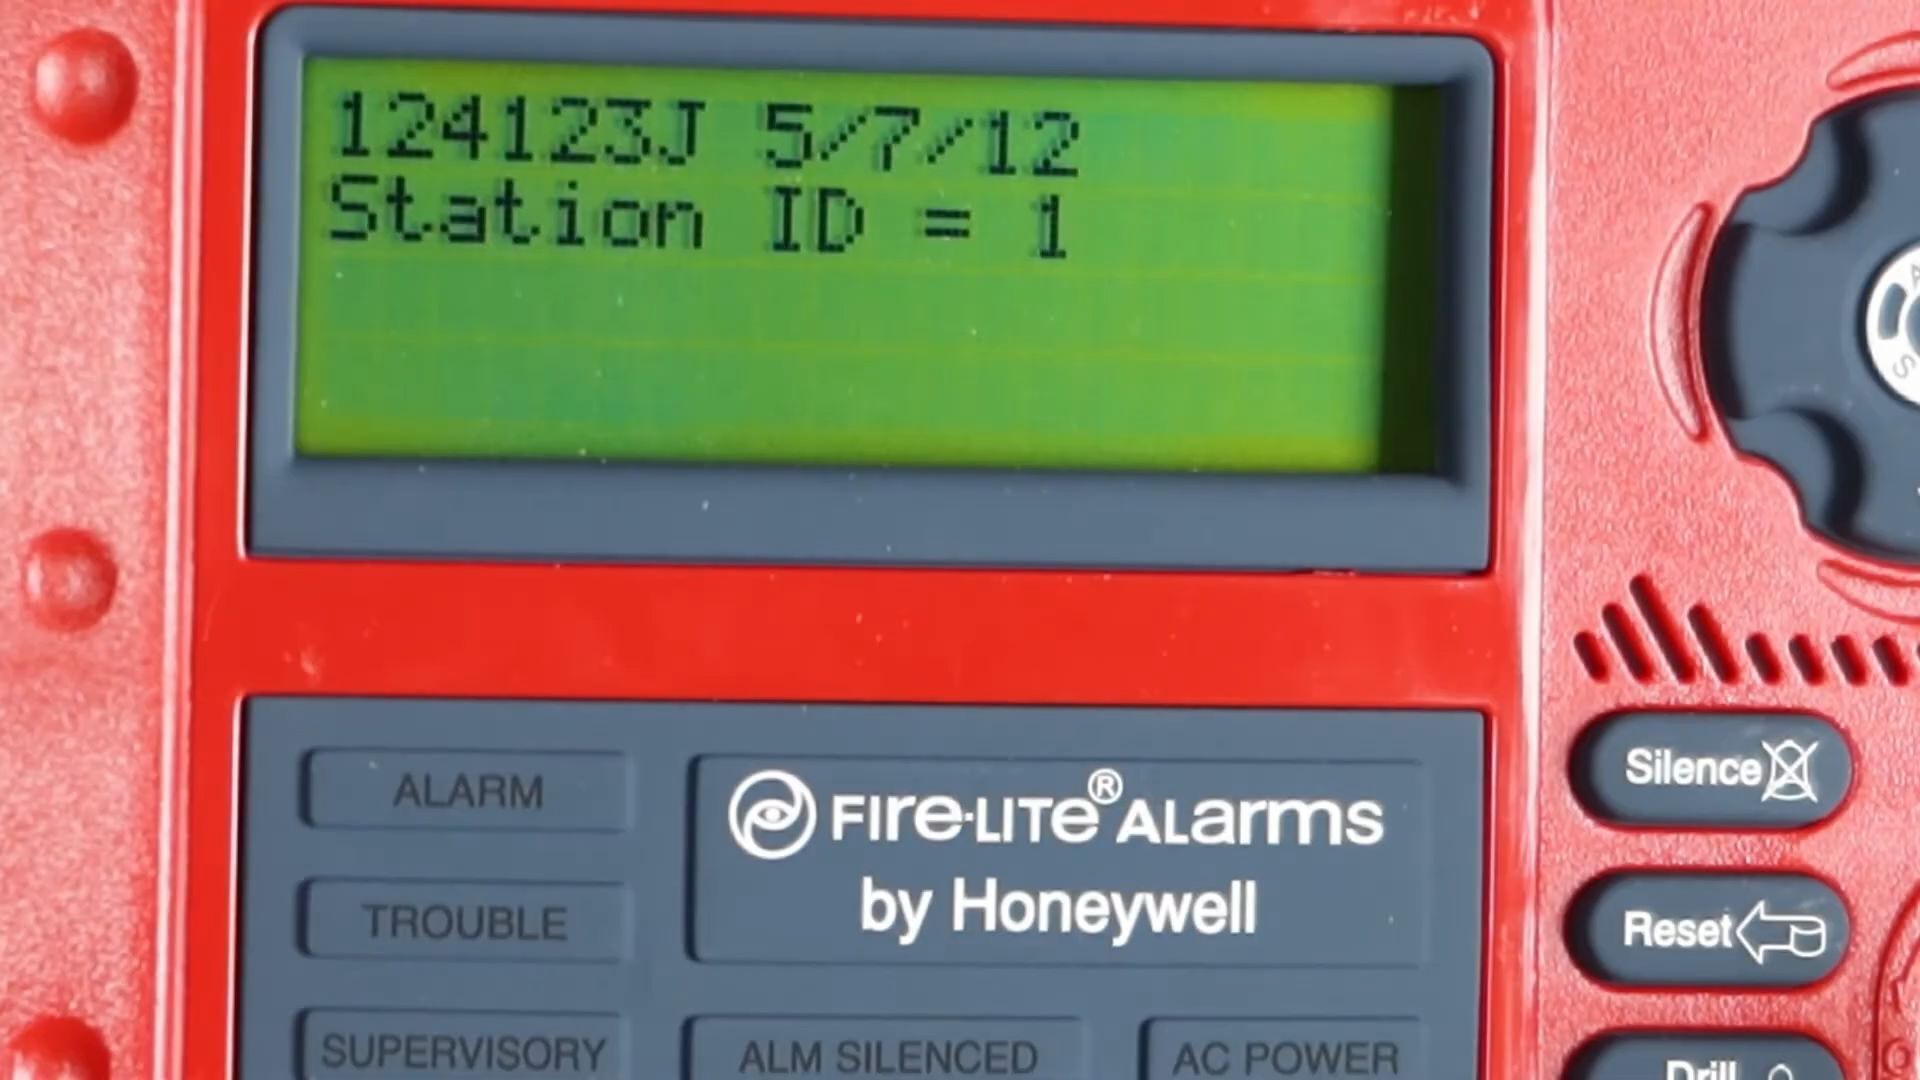 124123J 5/7/12
Station ID = 1
ALARM
FIre·LITe® ALarms
by Honeywell
TROUBLE
SUPERVISORY
ALM SILENCED
AC POWER
Silence
Reset
Drill